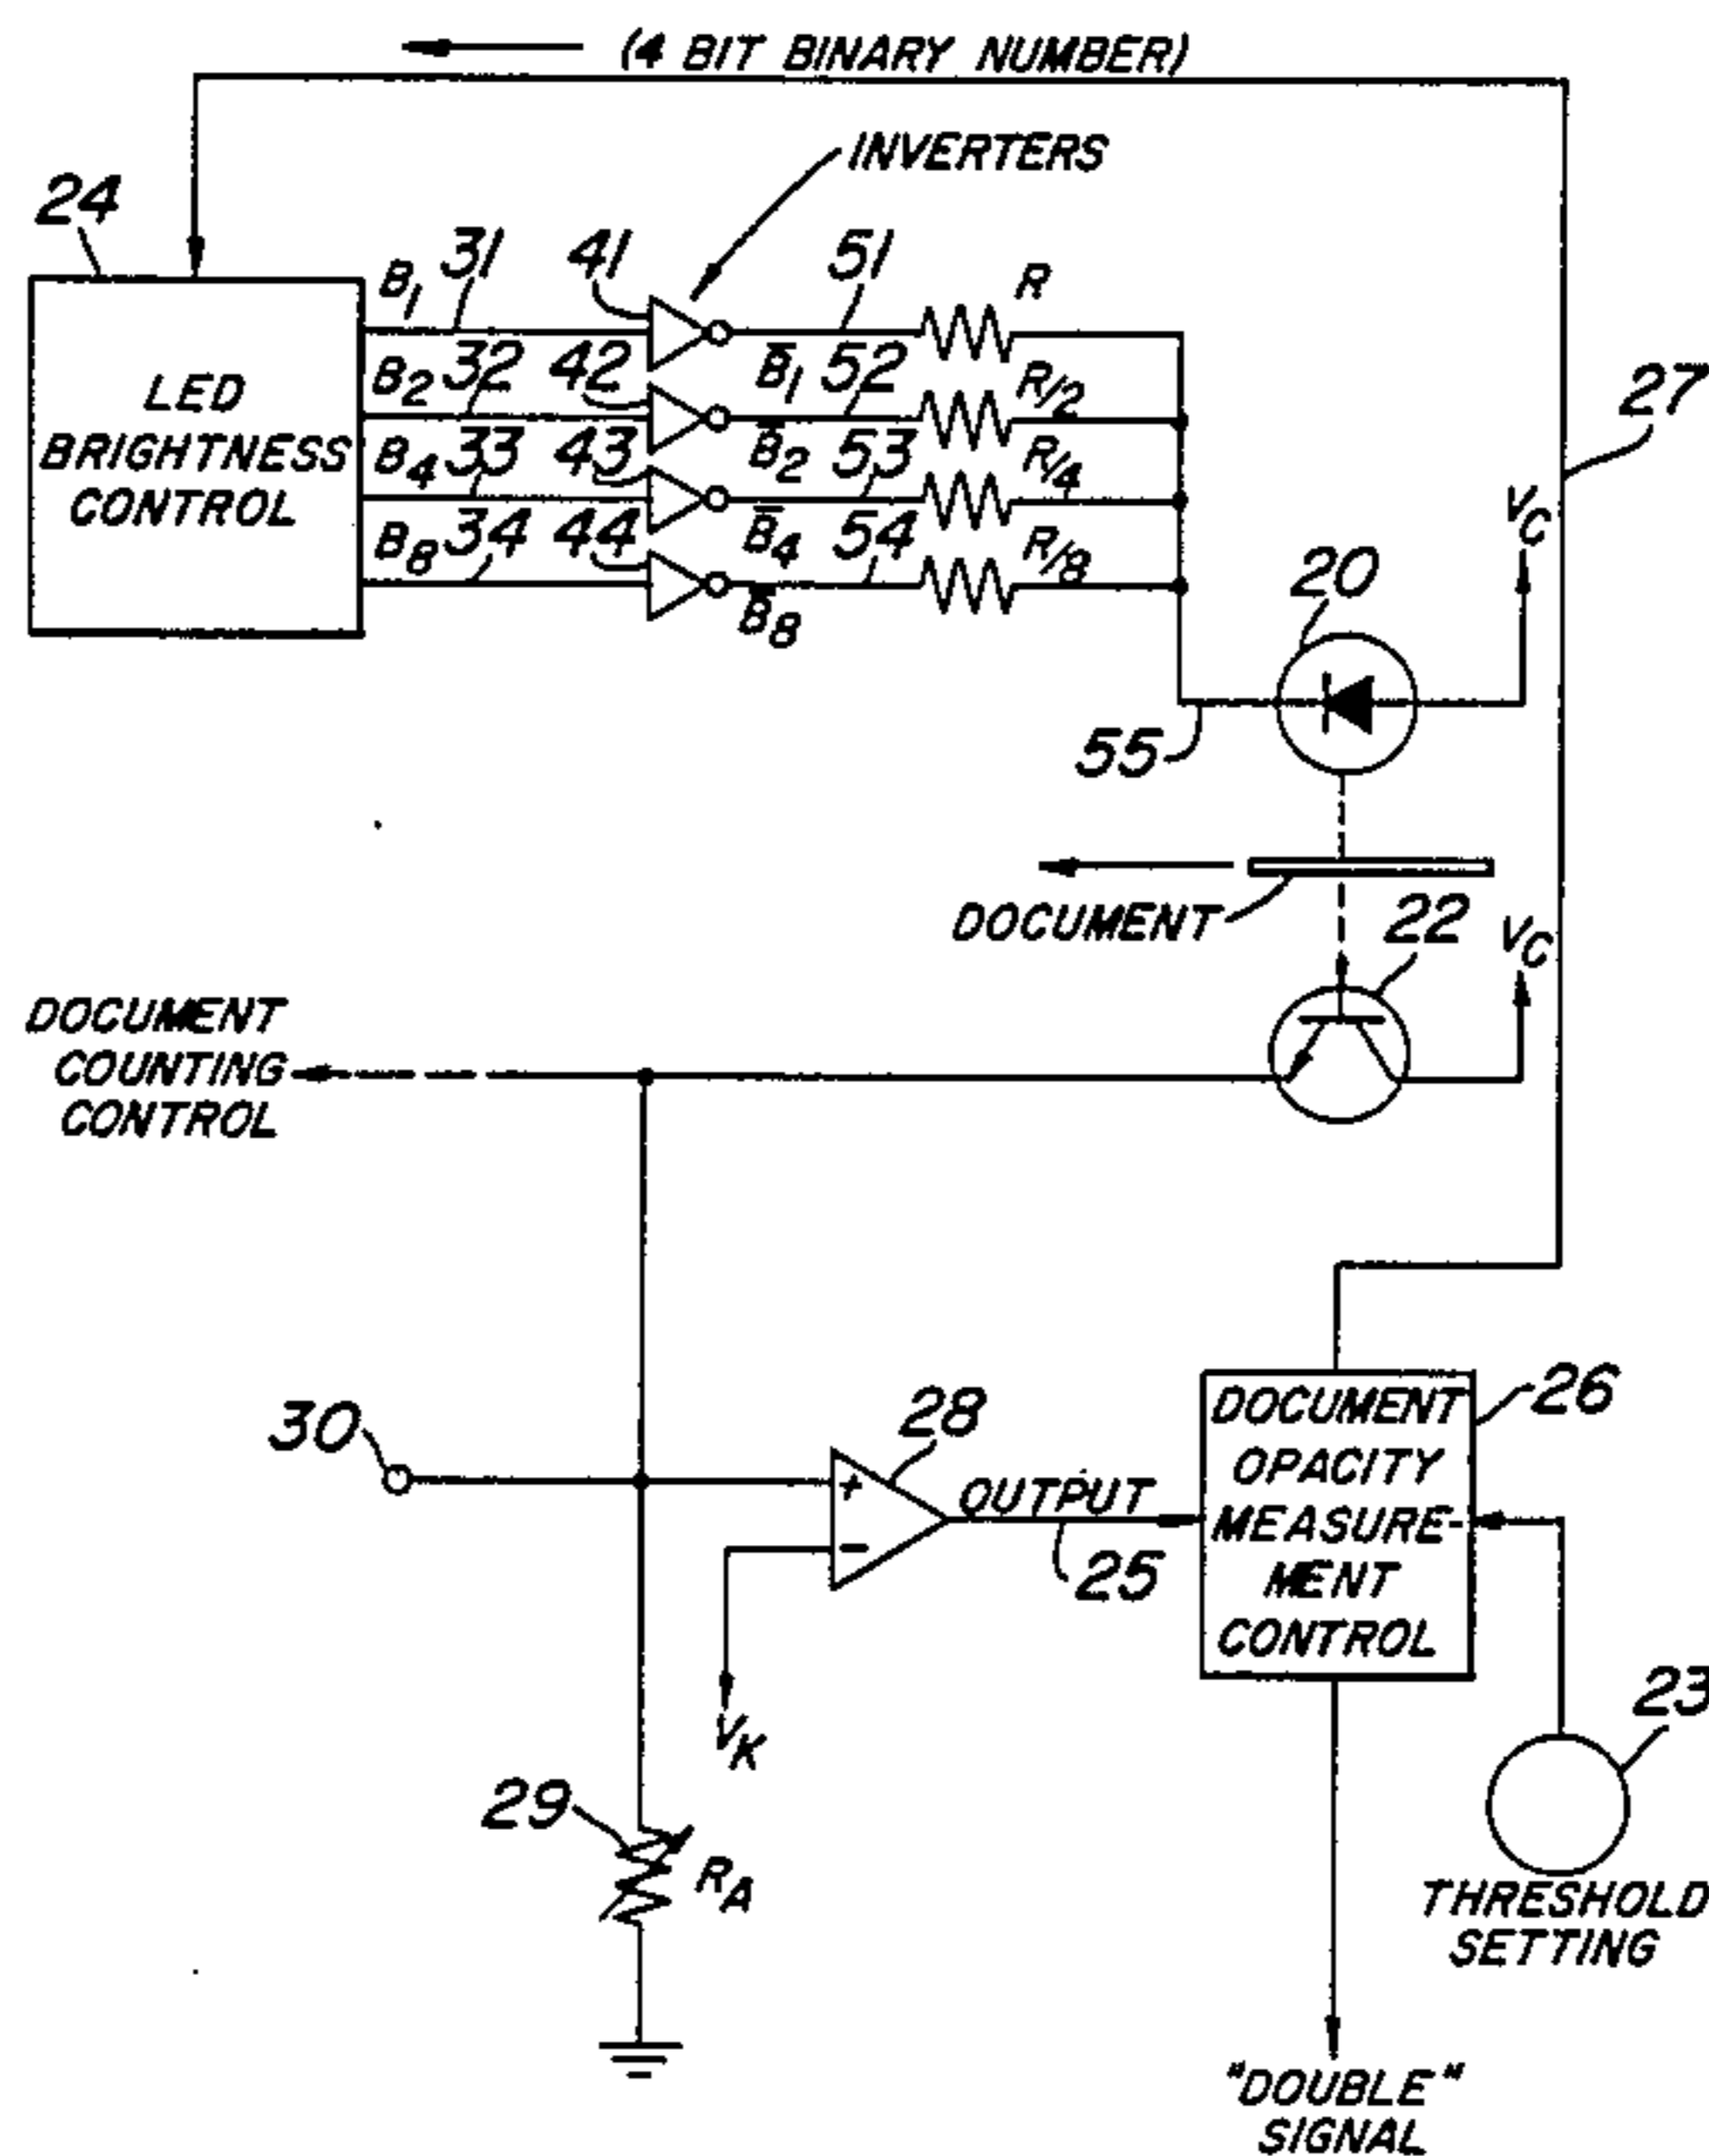 (4 BIT BINARY NUMBER)
INVERTERS
24
B1 31 41 51 R
B2 32 42 B̅1 52 R/2
B4 33 43 B̅2 53 R/4
B8 34 44 B̅4 54 R/8
B̅8
LED
BRIGHTNESS
CONTROL
27
VC
20
55
DOCUMENT
22
VC
DOCUMENT
COUNTING
CONTROL
30
28
OUTPUT
25
DOCUMENT
OPACITY
MEASURE-
MENT
CONTROL
26
VK
23
29
RA
THRESHOLD
SETTING
"DOUBLE"
SIGNAL